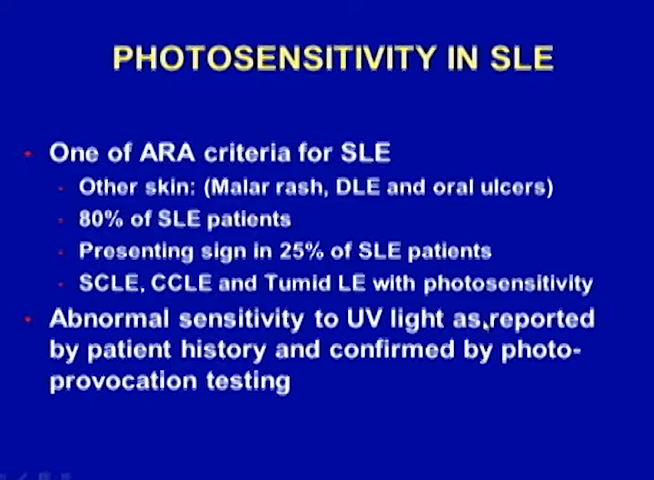 PHOTOSENSITIVITY IN SLE
One of ARA criteria for SLE
Other skin: (Malar rash, DLE and oral ulcers)
80% of SLE patients
Presenting sign in 25% of SLE patients
SCLE, CCLE and Tumid LE with photosensitivity
Abnormal sensitivity to UV light as reported
by patient history and confirmed by photo-
provocation testing